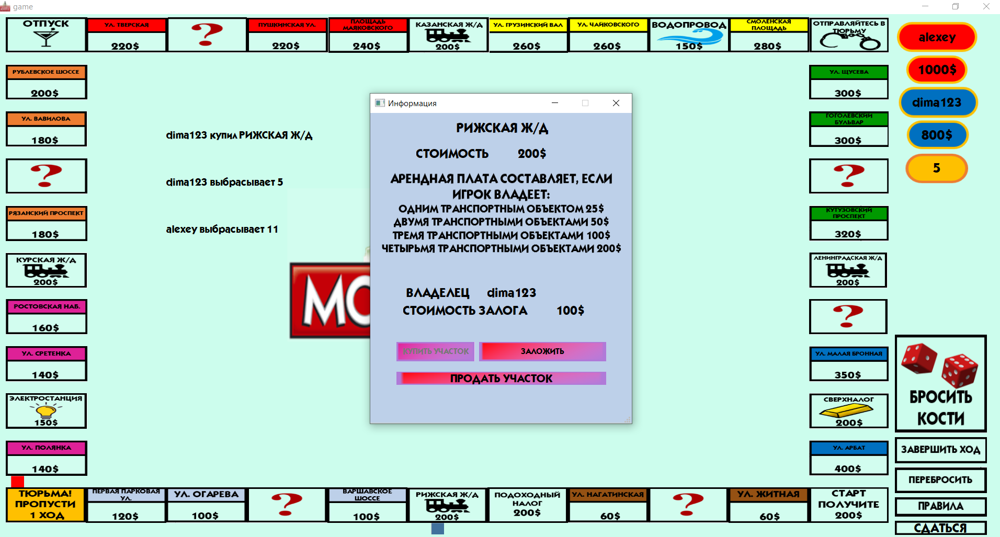 game
ОТПУСК
УЛ. ТВЕРСКАЯ
220$
?
ПУШКИНСКАЯ УЛ.
220$
ПЛОЩАДЬ
МАЯКОВСКОГО
240$
КАЗАНСКАЯ Ж/Д
200$
УЛ. ГРУЗИНСКИЙ ВАЛ
260$
УЛ. ЧАЙКОВСКОГО
260$
ВОДОПРОВОД
150$
СМОЛЕНСКАЯ
ПЛОЩАДЬ
280$
ОТПРАВЛЯЙТЕСЬ В
ТЮРЬМУ
alexey
1000$
dima123
800$
5
РУБЛЕВСКОЕ ШОССЕ
200$
УЛ. ВАВИЛОВА
180$
?
РЯЗАНСКИЙ ПРОСПЕКТ
180$
КУРСКАЯ Ж/Д
200$
РОСТОВСКАЯ НАБ.
160$
УЛ. СРЕТЕНКА
140$
ЭЛЕКТРОСТАНЦИЯ
150$
УЛ. ПОЛЯНКА
140$
dima123 купил РИЖСКАЯ Ж/Д
dima123 выбрасывает 5
alexey выбрасывает 11
МО
Информация
РИЖСКАЯ Ж/Д
СТОИМОСТЬ 200$
АРЕНДНАЯ ПЛАТА СОСТАВЛЯЕТ, ЕСЛИ
ИГРОК ВЛАДЕЕТ:
ОДНИМ ТРАНСПОРТНЫМ ОБЪЕКТОМ 25$
ДВУМЯ ТРАНСПОРТНЫМИ ОБЪЕКТАМИ 50$
ТРЕМЯ ТРАНСПОРТНЫМИ ОБЪЕКТАМИ 100$
ЧЕТЫРЬМЯ ТРАНСПОРТНЫМИ ОБЪЕКТАМИ 200$
ВЛАДЕЛЕЦ dima123
СТОИМОСТЬ ЗАЛОГА 100$
КУПИТЬ УЧАСТОК
ЗАЛОЖИТЬ
ПРОДАТЬ УЧАСТОК
УЛ. ЩУСЕВА
300$
ГОГОЛЕВСКИЙ
БУЛЬВАР
300$
?
КУТУЗОВСКИЙ
ПРОСПЕКТ
320$
ЛЕНИНГРАДСКАЯ Ж/Д
200$
?
УЛ. МАЛАЯ БРОННАЯ
350$
СВЕРХНАЛОГ
200$
УЛ. АРБАТ
400$
БРОСИТЬ
КОСТИ
ЗАВЕРШИТЬ ХОД
ПЕРЕБРОСИТЬ
ПРАВИЛА
СДАТЬСЯ
ТЮРЬМА!
ПРОПУСТИ
1 ХОД
ПЕРВАЯ ПАРКОВАЯ
УЛ.
120$
УЛ. ОГАРЕВА
100$
?
ВАРШАВСКОЕ
ШОССЕ
100$
РИЖСКАЯ Ж/Д
200$
ПОДОХОДНЫЙ
НАЛОГ
200$
УЛ. НАГАТИНСКАЯ
60$
?
УЛ. ЖИТНАЯ
60$
СТАРТ
ПОЛУЧИТЕ
200$